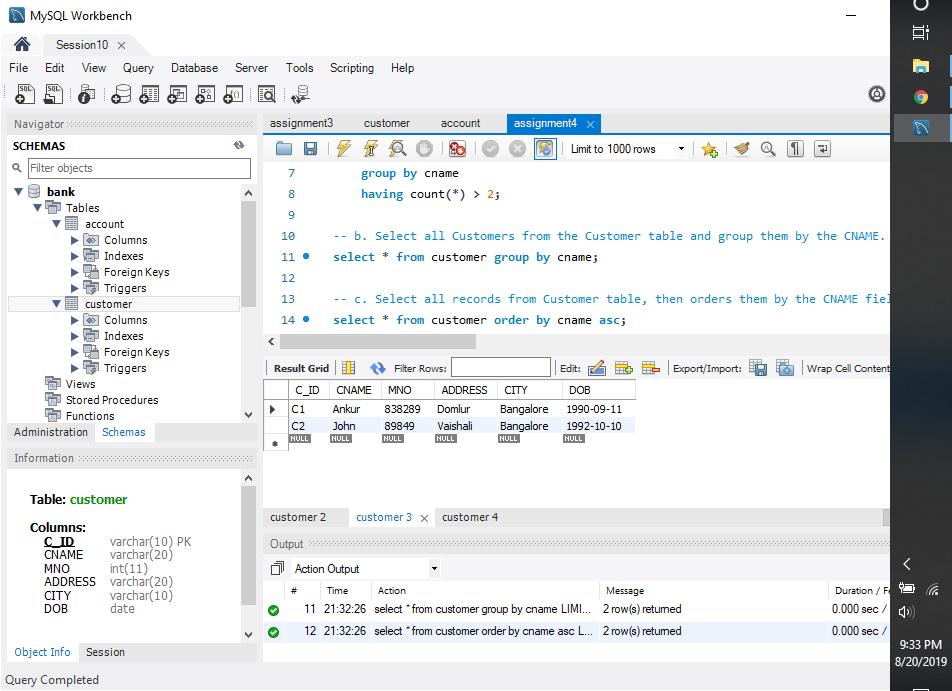 MySQL Workbench
Session10
File Edit View Query Database Server Tools Scripting Help
Navigator
SCHEMAS
Filter objects
bank
Tables
account
Columns
Indexes
Foreign Keys
Triggers
customer
Columns
Indexes
Foreign Keys
Triggers
Views
Stored Procedures
Functions
Administration Schemas
Information
Table: customer
Columns:
C_ID varchar(10) PK
CNAME varchar(20)
MNO int(11)
ADDRESS varchar(20)
CITY varchar(10)
DOB date
Object Info Session
Query Completed
assignment3 customer account assignment4
Limit to 1000 rows
7 group by cname
8 having count(*) > 2;
9
10 -- b. Select all Customers from the Customer table and group them by the CNAME.
11 select * from customer group by cname;
12
13 -- c. Select all records from Customer table, then orders them by the CNAME fiel
14 select * from customer order by cname asc;
Result Grid Filter Rows: Edit: Export/Import: Wrap Cell Content
C_ID CNAME MNO ADDRESS CITY DOB
C1 Ankur 838289 Domlur Bangalore 1990-09-11
C2 John 89849 Vaishali Bangalore 1992-10-10
NULL NULL NULL NULL NULL NULL
customer 2 customer 3 customer 4
Output
Action Output
# Time Action Message Duration / Fe
11 21:32:26 select * from customer group by cname LIMI... 2 row(s) returned 0.000 sec /
12 21:32:26 select * from customer order by cname asc L... 2 row(s) returned 0.000 sec /
9:33 PM
8/20/2019